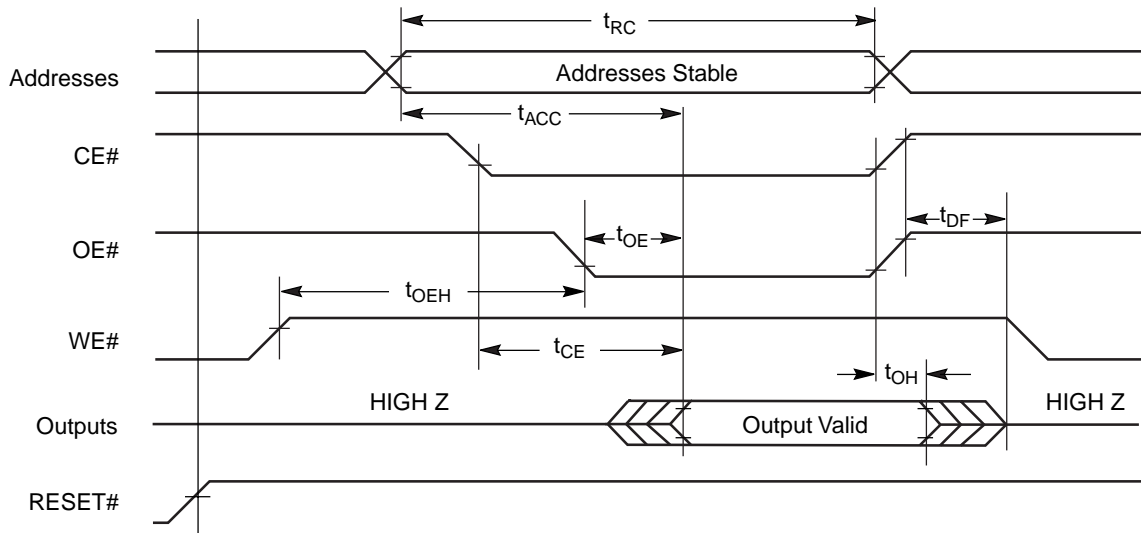 tRC
Addresses
Addresses Stable
tACC
CE#
tDF
OE#
tOE
tOEH
WE#
tCE
tOH
HIGH Z
HIGH Z
Outputs
Output Valid
RESET#